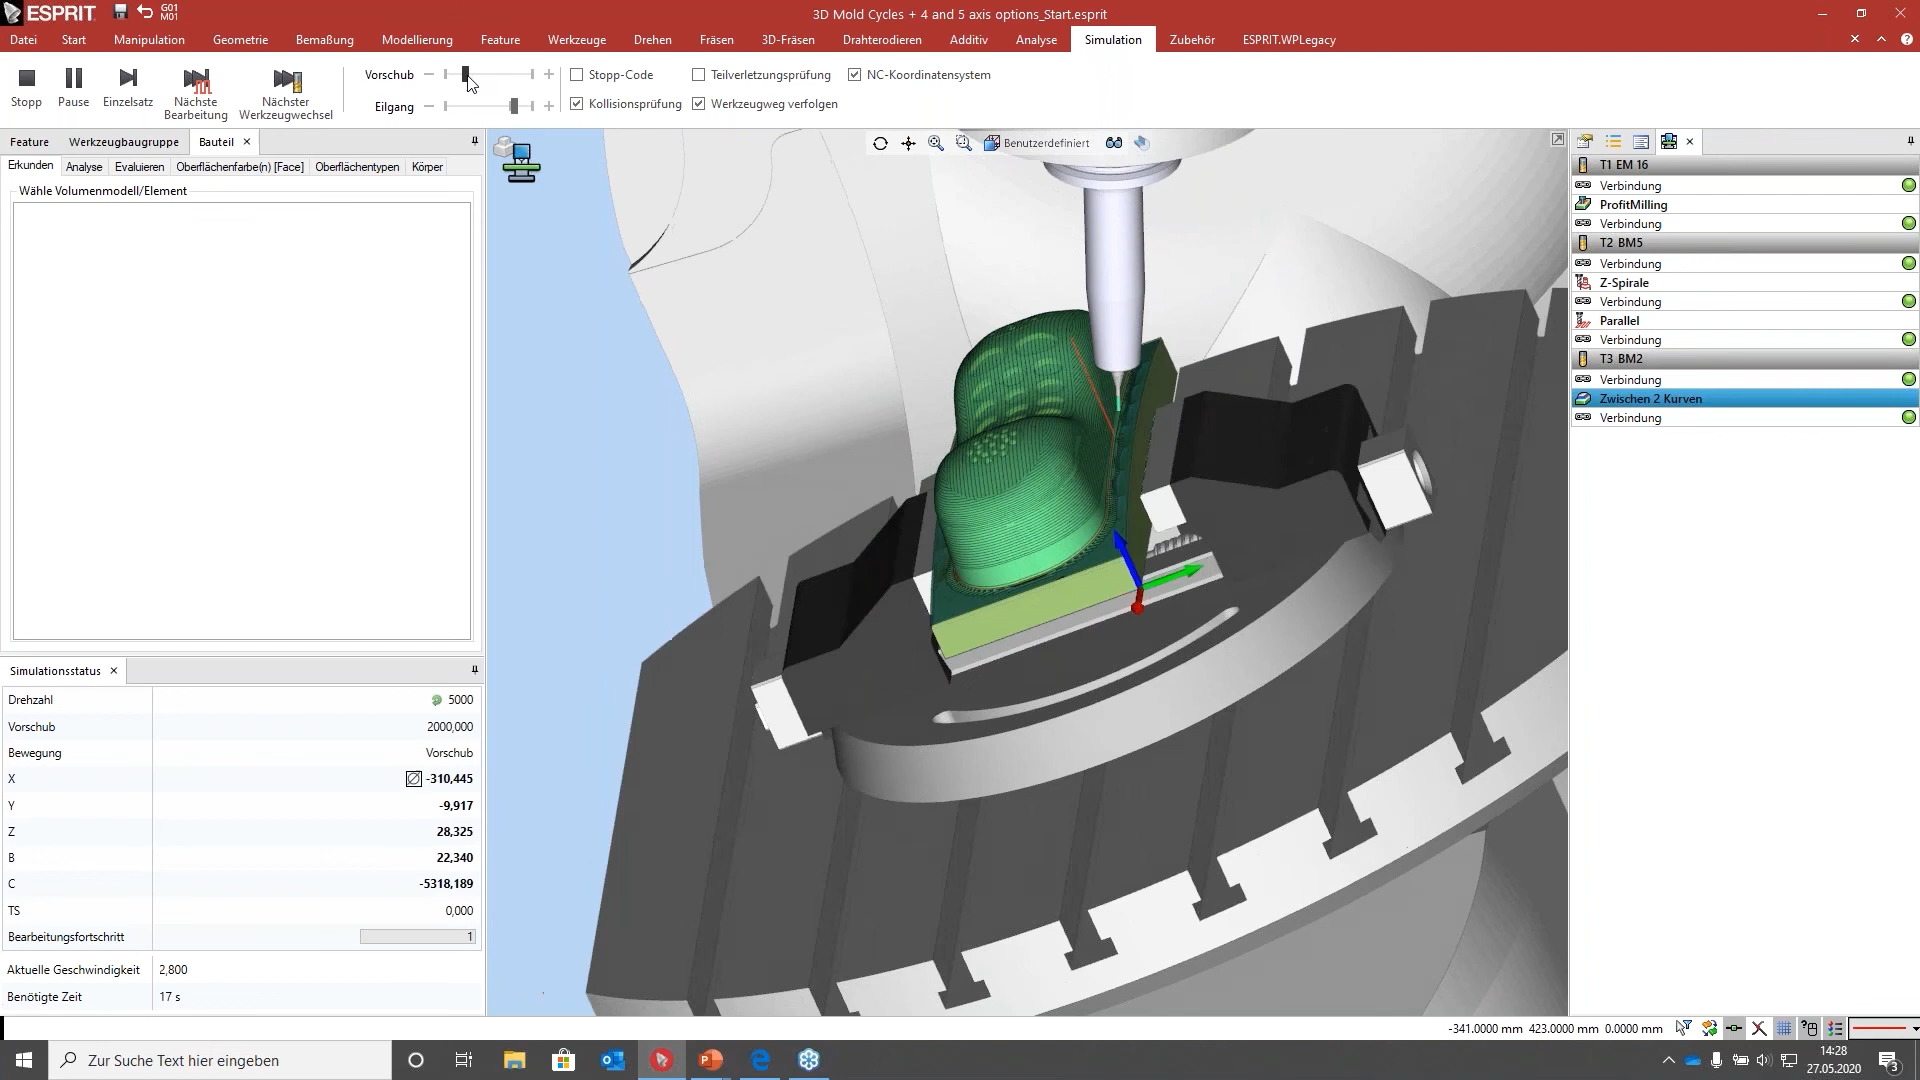 ESPRIT
G01
M01
3D Mold Cycles + 4 and 5 axis options_Start.esprit
Datei Start Manipulation Geometrie Bemaßung Modellierung Feature Werkzeuge Drehen Fräsen 3D-Fräsen Drahterodieren Additiv Analyse Simulation Zubehör ESPRIT.WPLegacy
Stopp
Pause
Einzelsatz
Nächste
Bearbeitung
Nächster
Werkzeugwechsel
Vorschub
Eilgang
Stopp-Code
Teilverletzungsprüfung
NC-Koordinatensystem
Kollisionsprüfung
Werkzeugweg verfolgen
Feature Werkzeugbaugruppe Bauteil
Erkunden Analyse Evaluieren Oberflächenfarbe(n) [Face] Oberflächentypen Körper
Wähle Volumenmodell/Element
Benutzerdefiniert
T1 EM 16
Verbindung
ProfitMilling
Verbindung
T2 BM5
Verbindung
Z-Spirale
Verbindung
Parallel
Verbindung
T3 BM2
Verbindung
Zwischen 2 Kurven
Verbindung
Simulationsstatus
Drehzahl 5000
Vorschub 2000,000
Bewegung Vorschub
X -310,445
Y -9,917
Z 28,325
B 22,340
C -5318,189
TS 0,000
Bearbeitungsfortschritt 1
Aktuelle Geschwindigkeit 2,800
Benötigte Zeit 17 s
-341.0000 mm 423.0000 mm 0.0000 mm
Zur Suche Text hier eingeben
14:28
27.05.2020
3